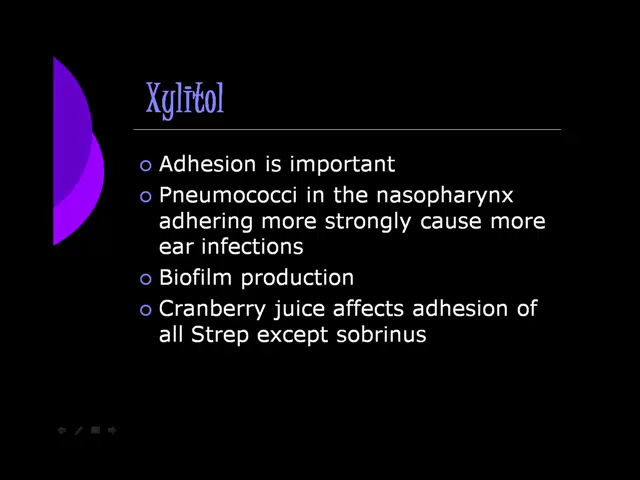 Xylitol
Adhesion is important
Pneumococci in the nasopharynx
adhering more strongly cause more
ear infections
Biofilm production
Cranberry juice affects adhesion of
all Strep except sobrinus